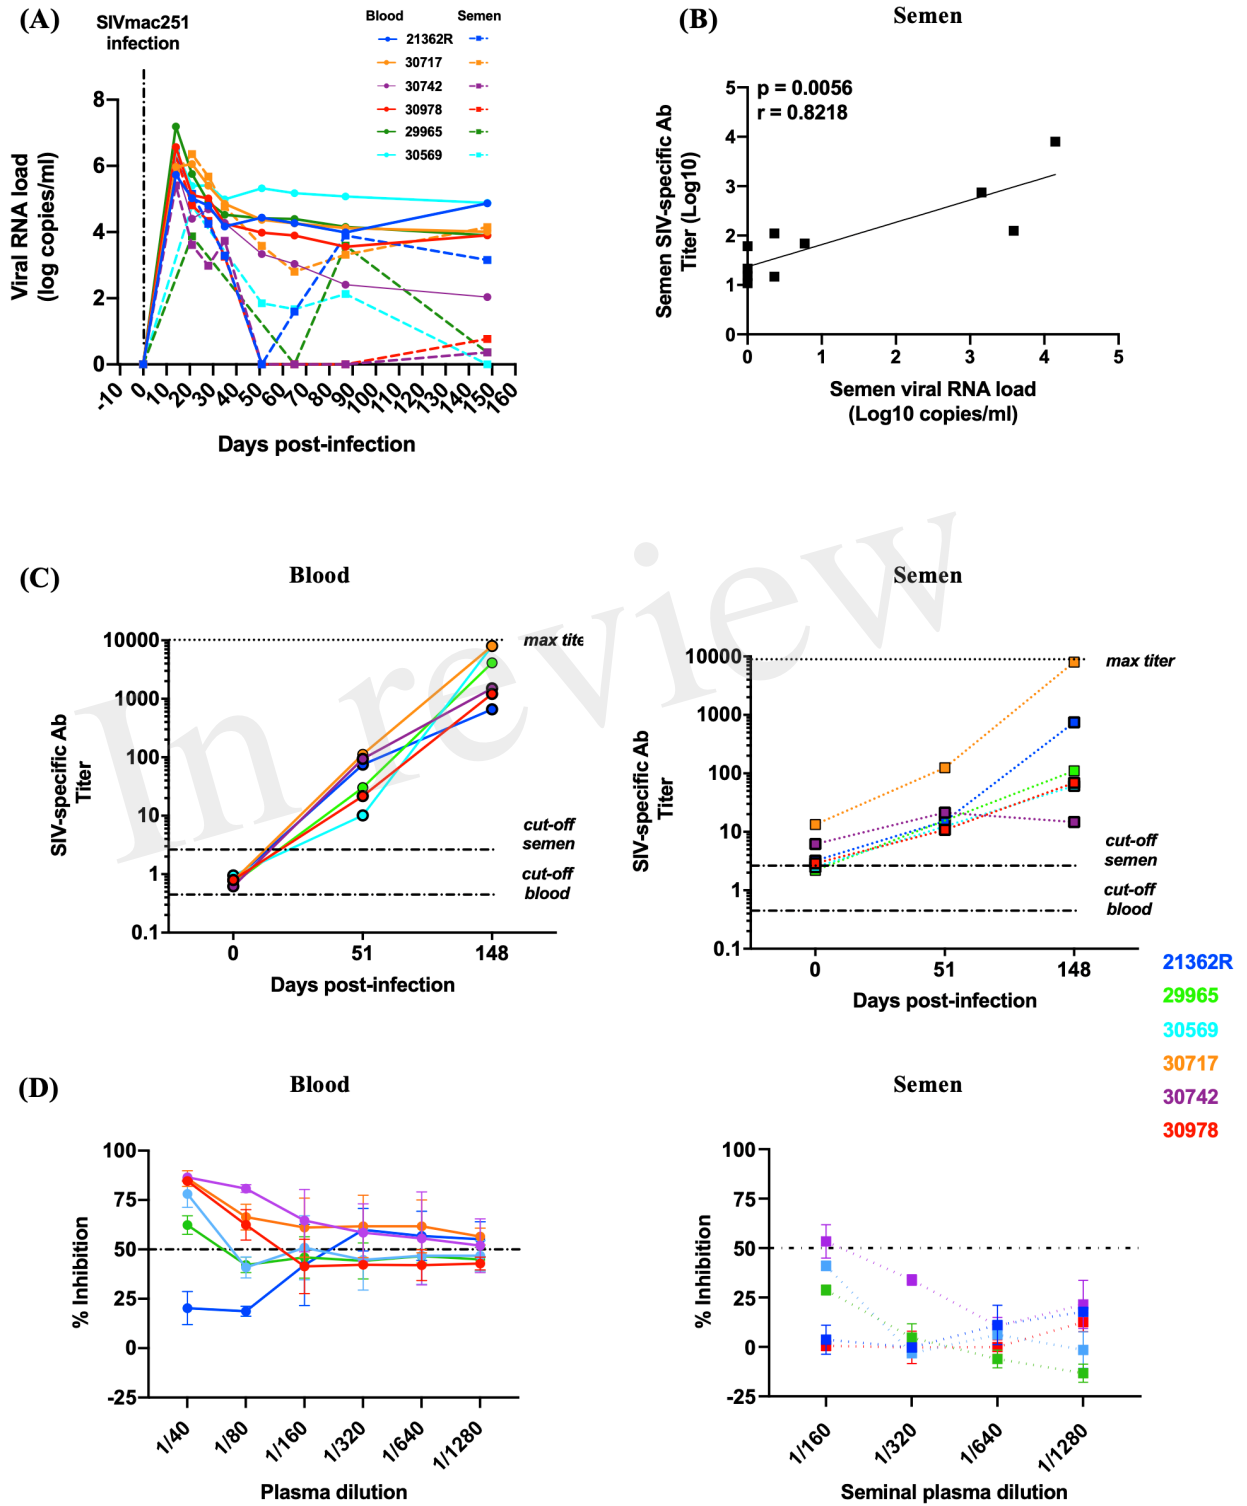 (A)
SIVmac251
infection
Blood Semen
21362R
30717
30742
30978
29965
30569
Viral RNA load
(log copies/ml)
8
6
4
2
0
-10 0 10 20 30 40 50 60 70 80 90 100 110 120 130 140 150 160
Days post-infection
(B)
Semen
p = 0.0056
r = 0.8218
Semen SIV-specific Ab
Titer (Log10)
5
4
3
2
1
0
0 1 2 3 4 5
Semen viral RNA load
(Log10 copies/ml)
In review
(C)
Blood
SIV-specific Ab
Titer
10000
1000
100
10
1
0.1
max tite
cut-off
semen
cut-off
blood
0 51 148
Days post-infection
Semen
SIV-specific Ab
Titer
10000
1000
100
10
1
0.1
max titer
cut-off
semen
cut-off
blood
0 51 148
Days post-infection
21362R
29965
30569
30717
30742
30978
(D)
Blood
% Inhibition
100
75
50
25
0
-25
1/40 1/80 1/160 1/320 1/640 1/1280
Plasma dilution
Semen
% Inhibition
100
75
50
25
0
-25
1/160 1/320 1/640 1/1280
Seminal plasma dilution